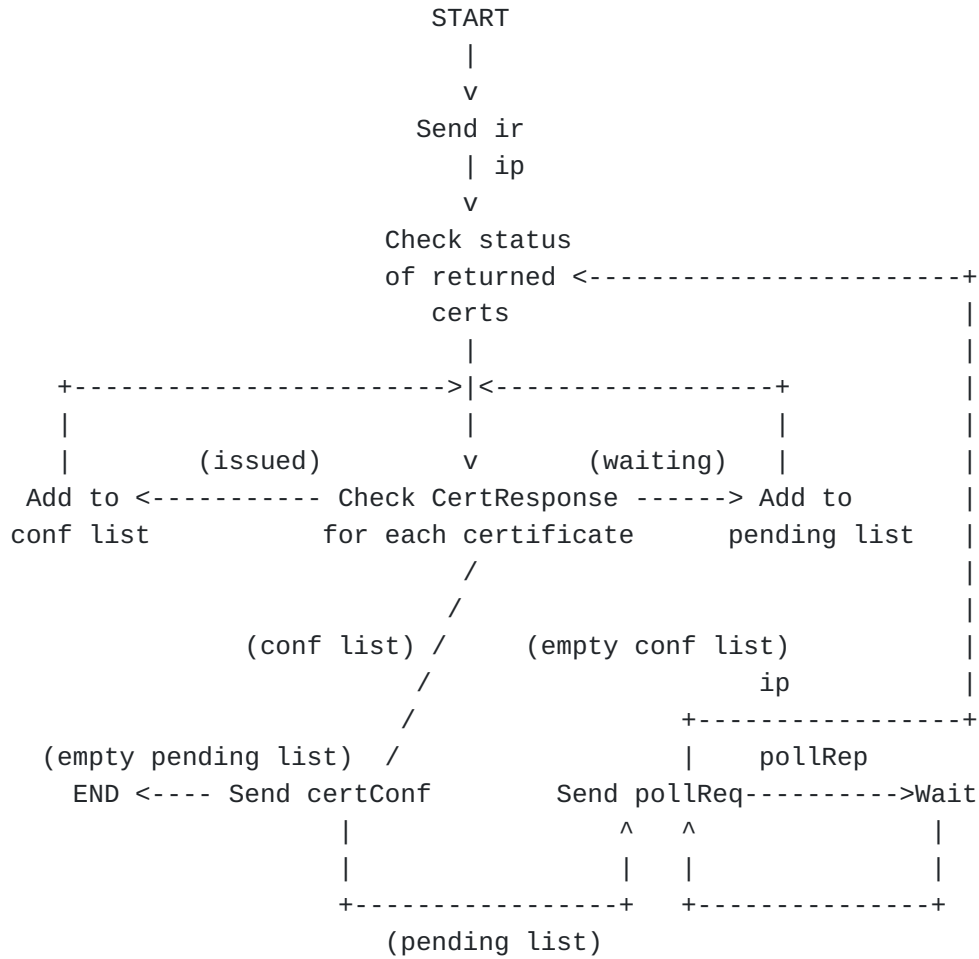 START
|
v
Send ir
| ip
v
Check status
of returned <------------------------+
certs |
| |
+------------------------>|<------------------+ |
| | | |
| (issued) v (waiting) | |
Add to <----------- Check CertResponse ------> Add to |
conf list for each certificate pending list |
/ |
/ |
(conf list) / (empty conf list) |
/ ip |
/ +-----------------+
(empty pending list) / | pollRep
END <---- Send certConf Send pollReq---------->Wait
| ^ ^ |
| | | |
+-----------------+ +---------------+
(pending list)